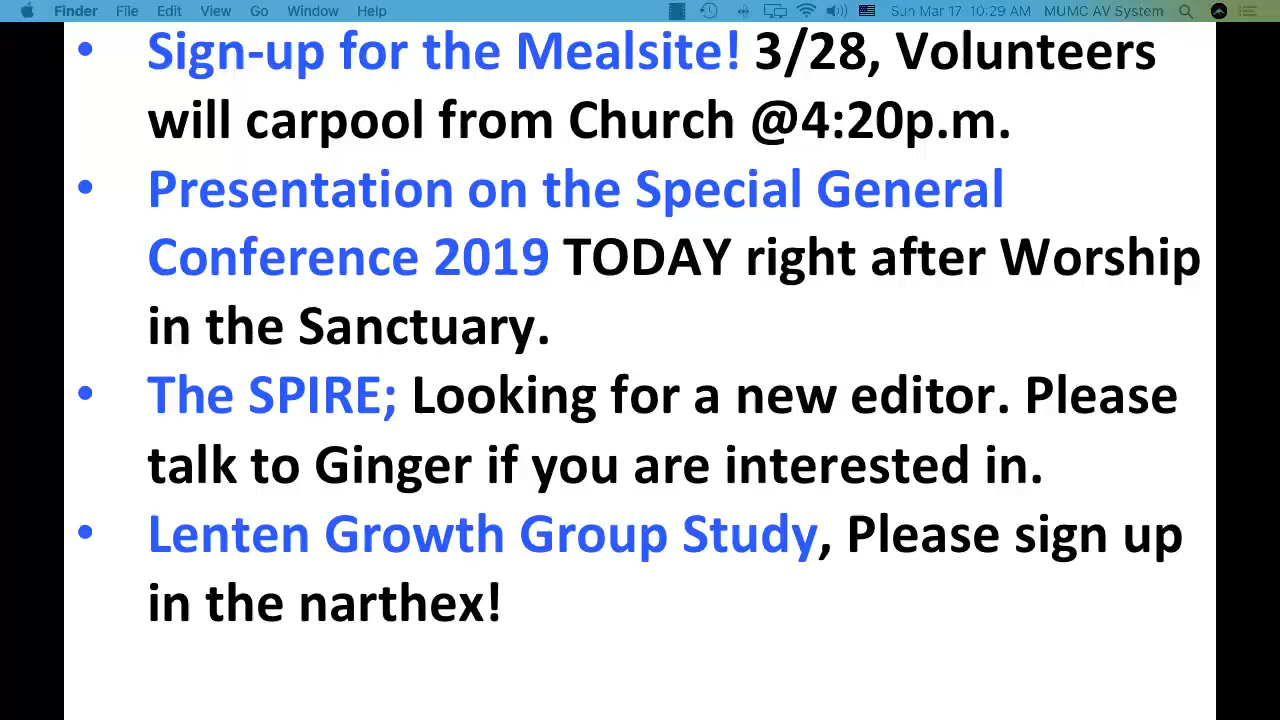 Finder File Edit View Go Window Help Sun Mar 17 10:29 AM MUMC AV System
• Sign-up for the Mealsite! 3/28, Volunteers
will carpool from Church @4:20p.m.
• Presentation on the Special General
Conference 2019 TODAY right after Worship
in the Sanctuary.
• The SPIRE; Looking for a new editor. Please
talk to Ginger if you are interested in.
• Lenten Growth Group Study, Please sign up
in the narthex!